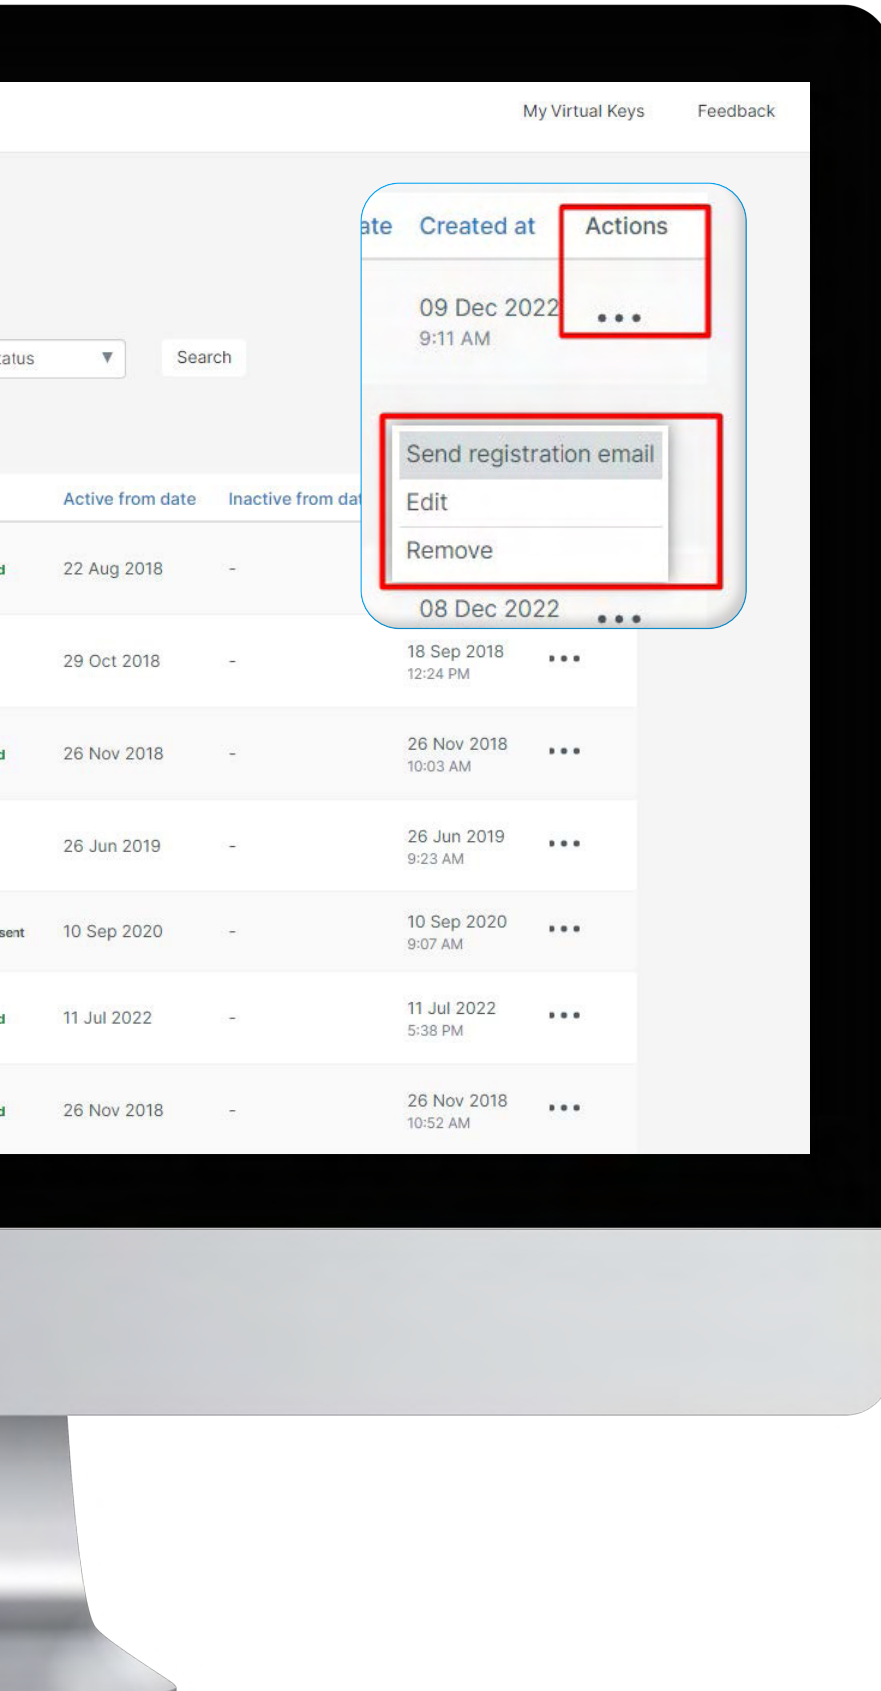 My Virtual Keys Feedback
ate Created at Actions
09 Dec 2022
9:11 AM
tatus ▼ Search
Send registration email
Edit
Remove
08 Dec 2022
Active from date Inactive from dat
d 22 Aug 2018 -
29 Oct 2018 - 18 Sep 2018
12:24 PM
d 26 Nov 2018 - 26 Nov 2018
10:03 AM
26 Jun 2019 - 26 Jun 2019
9:23 AM
sent 10 Sep 2020 - 10 Sep 2020
9:07 AM
d 11 Jul 2022 - 11 Jul 2022
5:38 PM
d 26 Nov 2018 - 26 Nov 2018
10:52 AM